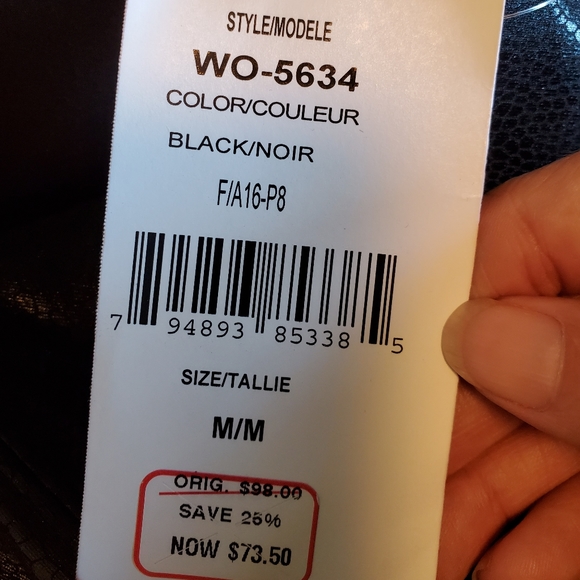 STYLE/MODELE
WO-5634
COLOR/COULEUR
BLACK/NOIR
F/A16-P8
7 94893 85338 5
SIZE/TALLIE
M/M
ORIG. $98.00
SAVE 25%
NOW $73.50